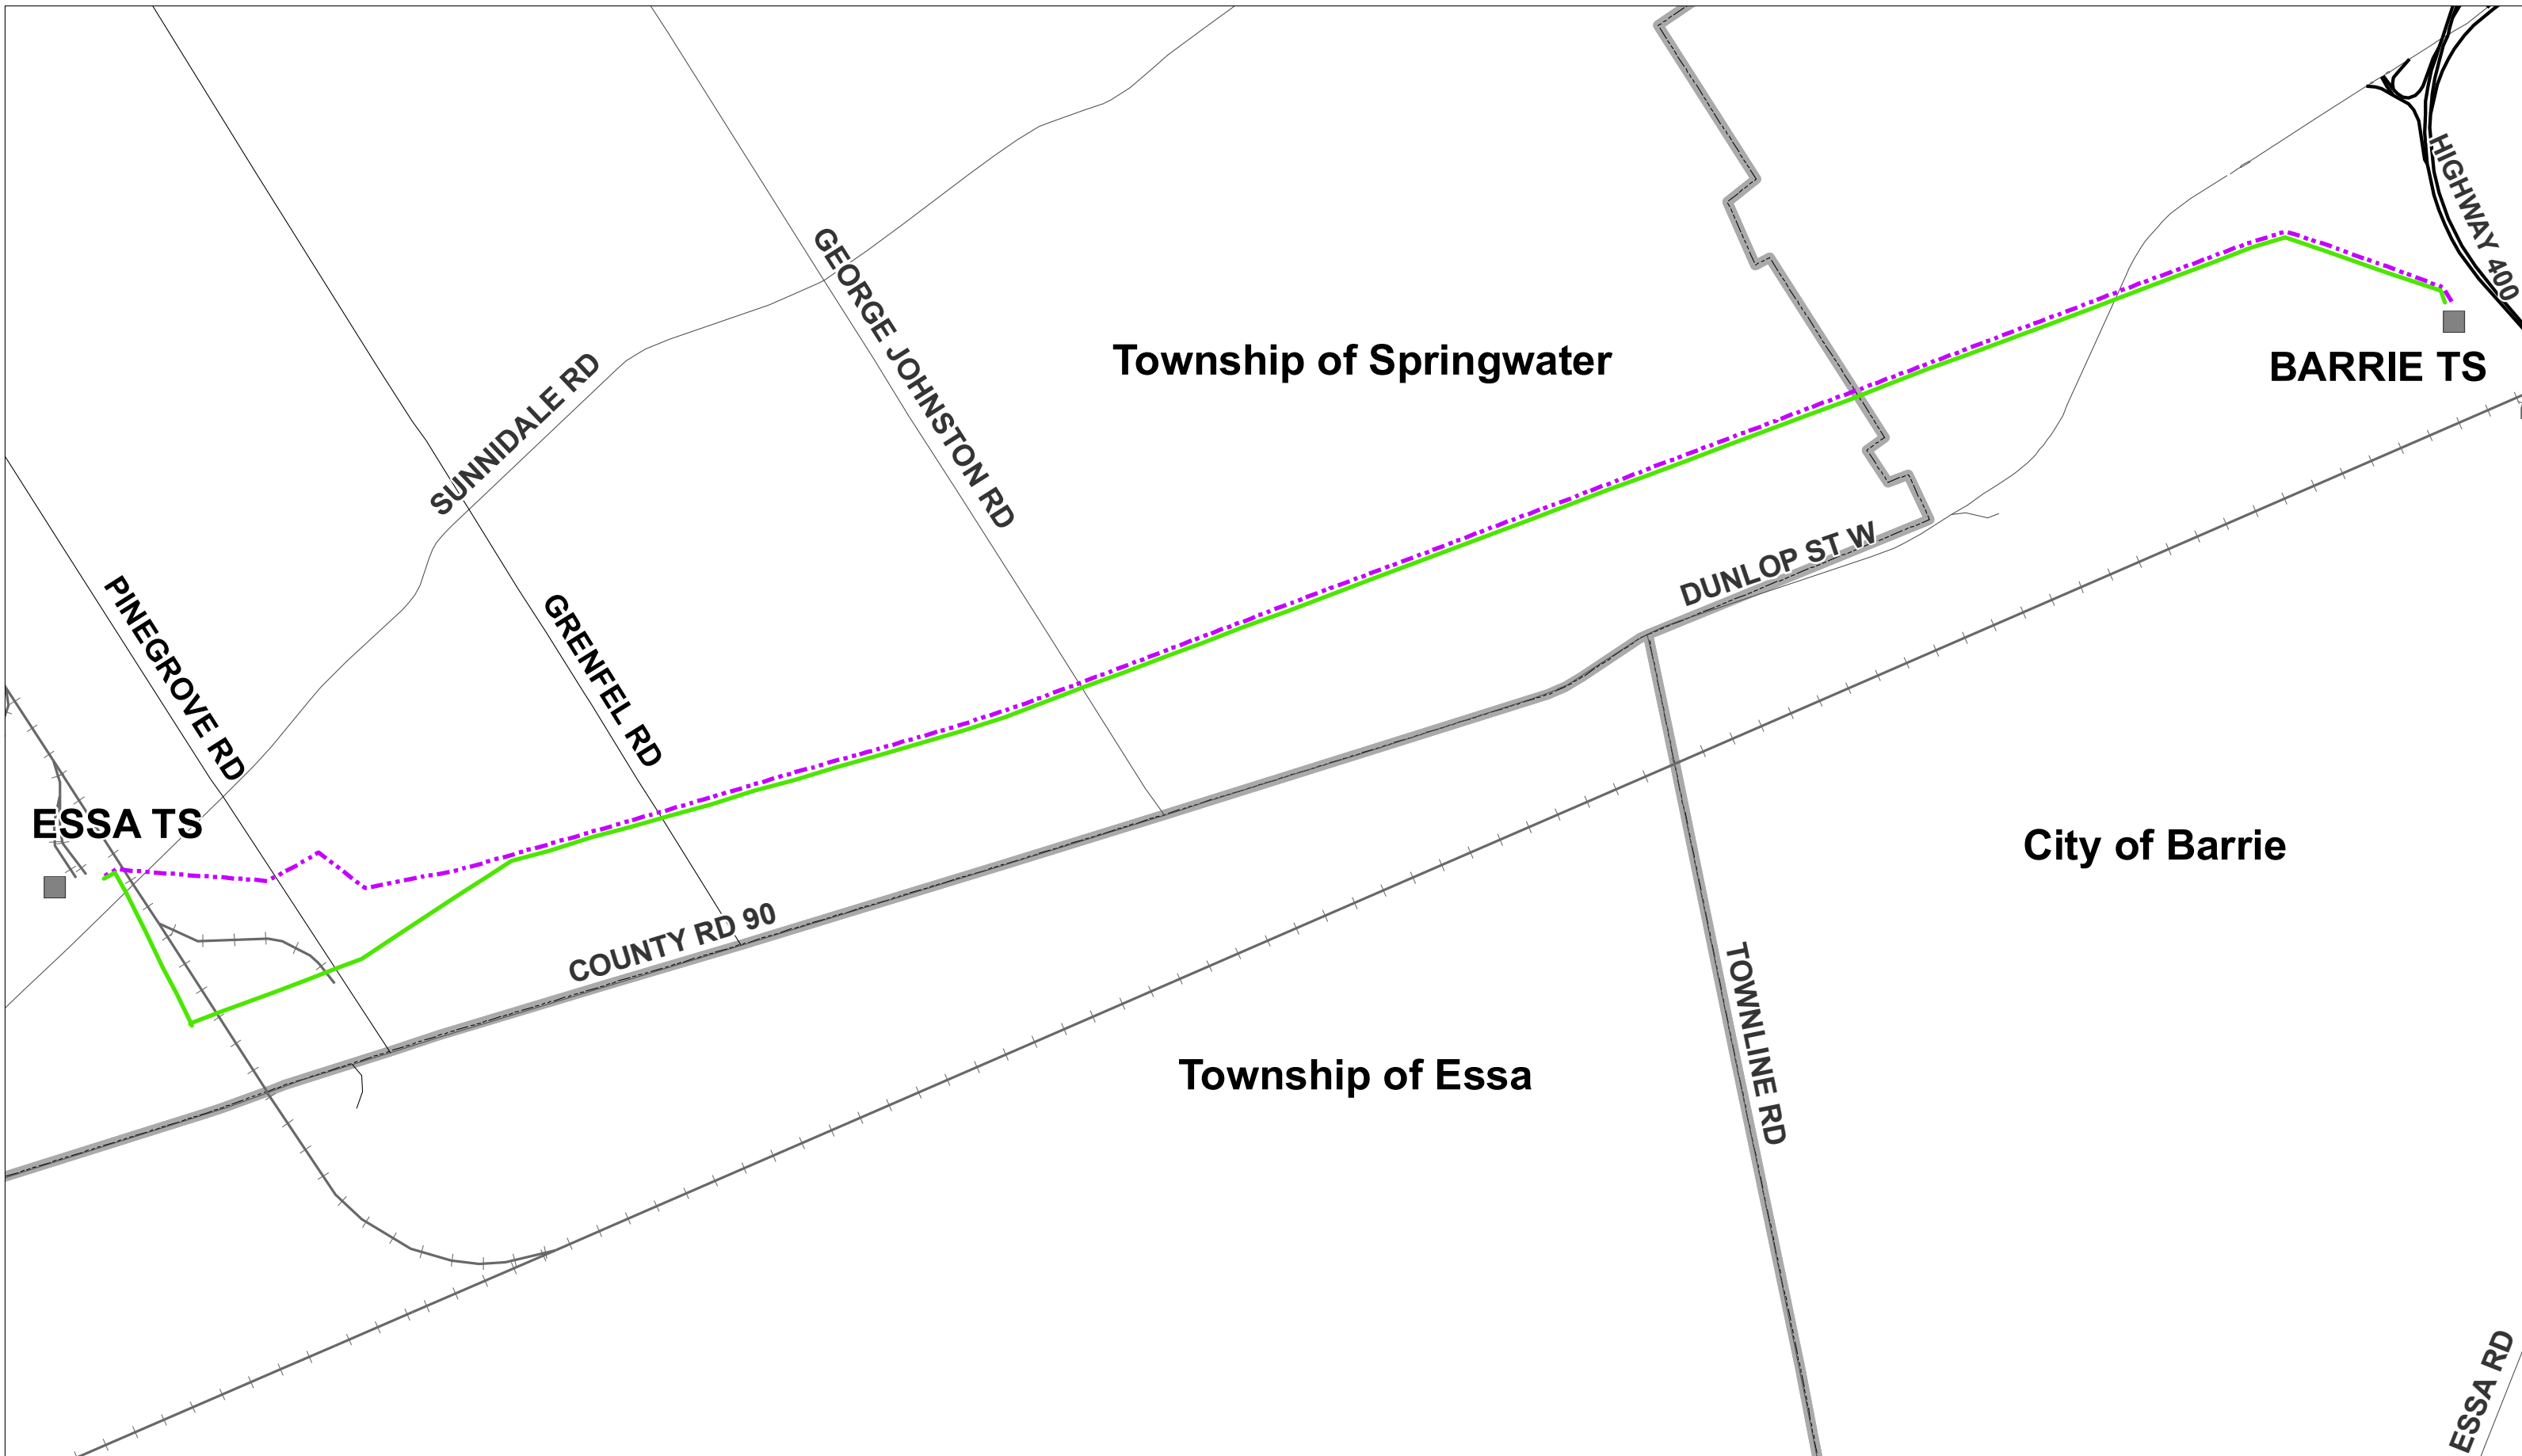 HIGHWAY 400
GEORGE JOHNSTON RD
Township of Springwater
BARRIE TS
SUNNIDALE RD
DUNLOP ST W
PINEGROVE RD
GRENFEL RD
ESSA TS
City of Barrie
COUNTY RD 90
TOWNLINE RD
Township of Essa
ESSA RD